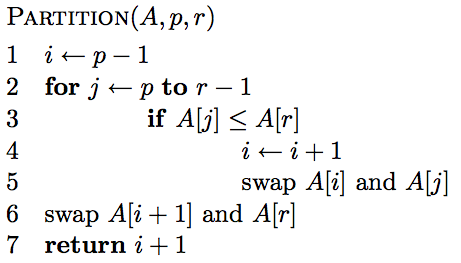 PARTITION(A, p, r)
1 i ← p − 1
2 for j ← p to r − 1
3 if A[j] ≤ A[r]
4 i ← i + 1
5 swap A[i] and A[j]
6 swap A[i + 1] and A[r]
7 return i + 1